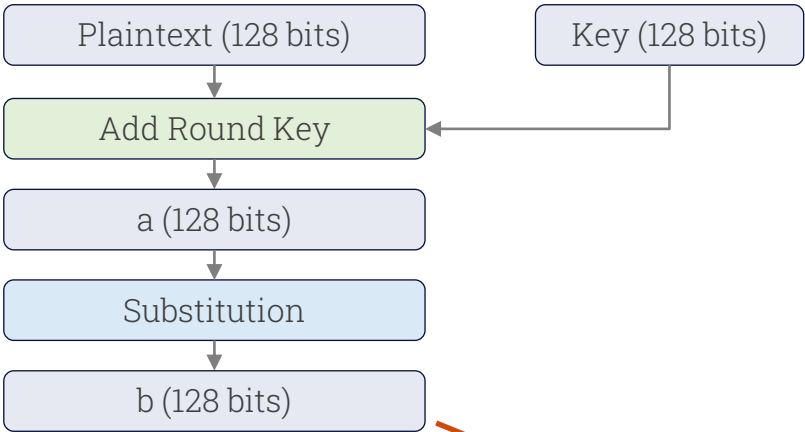 Plaintext (128 bits)
Key (128 bits)
Add Round Key
a (128 bits)
Substitution
b (128 bits)